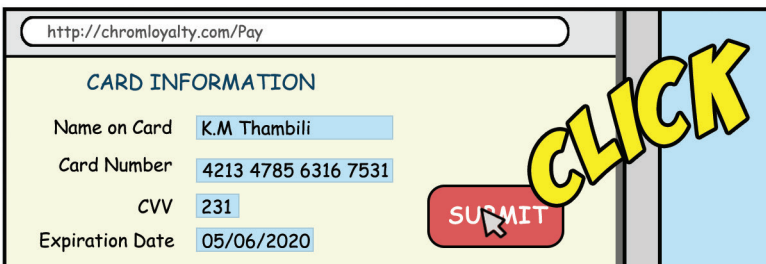 http://chromloyalty.com/Pay
CARD INFORMATION
Name on Card K.M Thambili
Card Number 4213 4785 6316 7531
CVV 231
SUBMIT
Expiration Date 05/06/2020
CLICK